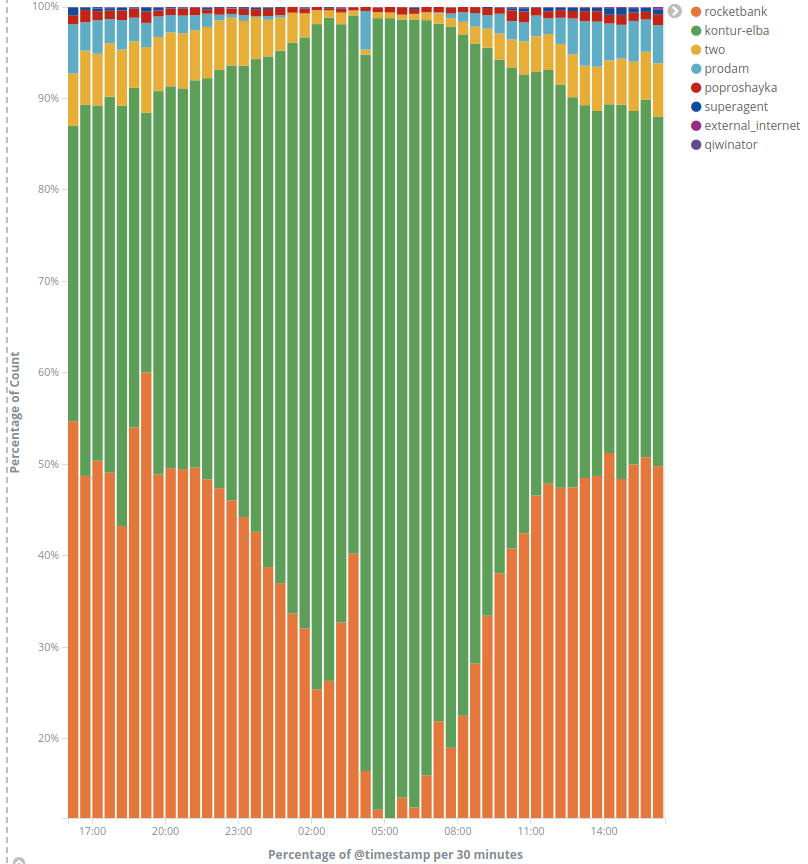 100%
90%
80%
70%
60%
50%
40%
30%
20%
Percentage of Count
17:00
20:00
23:00
02:00
05:00
08:00
11:00
14:00
Percentage of @timestamp per 30 minutes
rocketbank
kontur-elba
two
prodam
poproshayka
superagent
external_internet
qiwinator